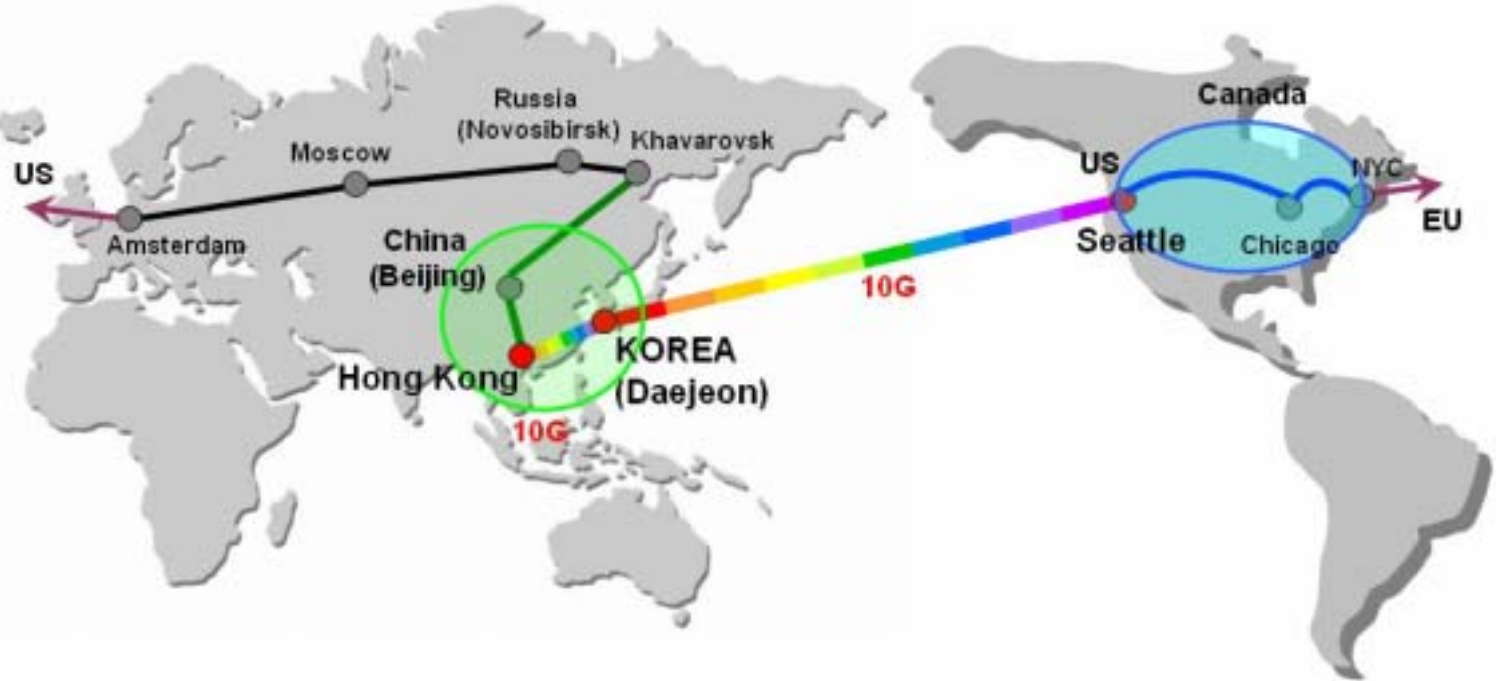 Canada
Russia
(Novosibirsk)
Khavarovsk
Moscow
US
NYC
US
Amsterdam
China
(Beijing)
Seattle
Chicago
EU
10G
KOREA
(Daejeon)
Hong Kong
10G